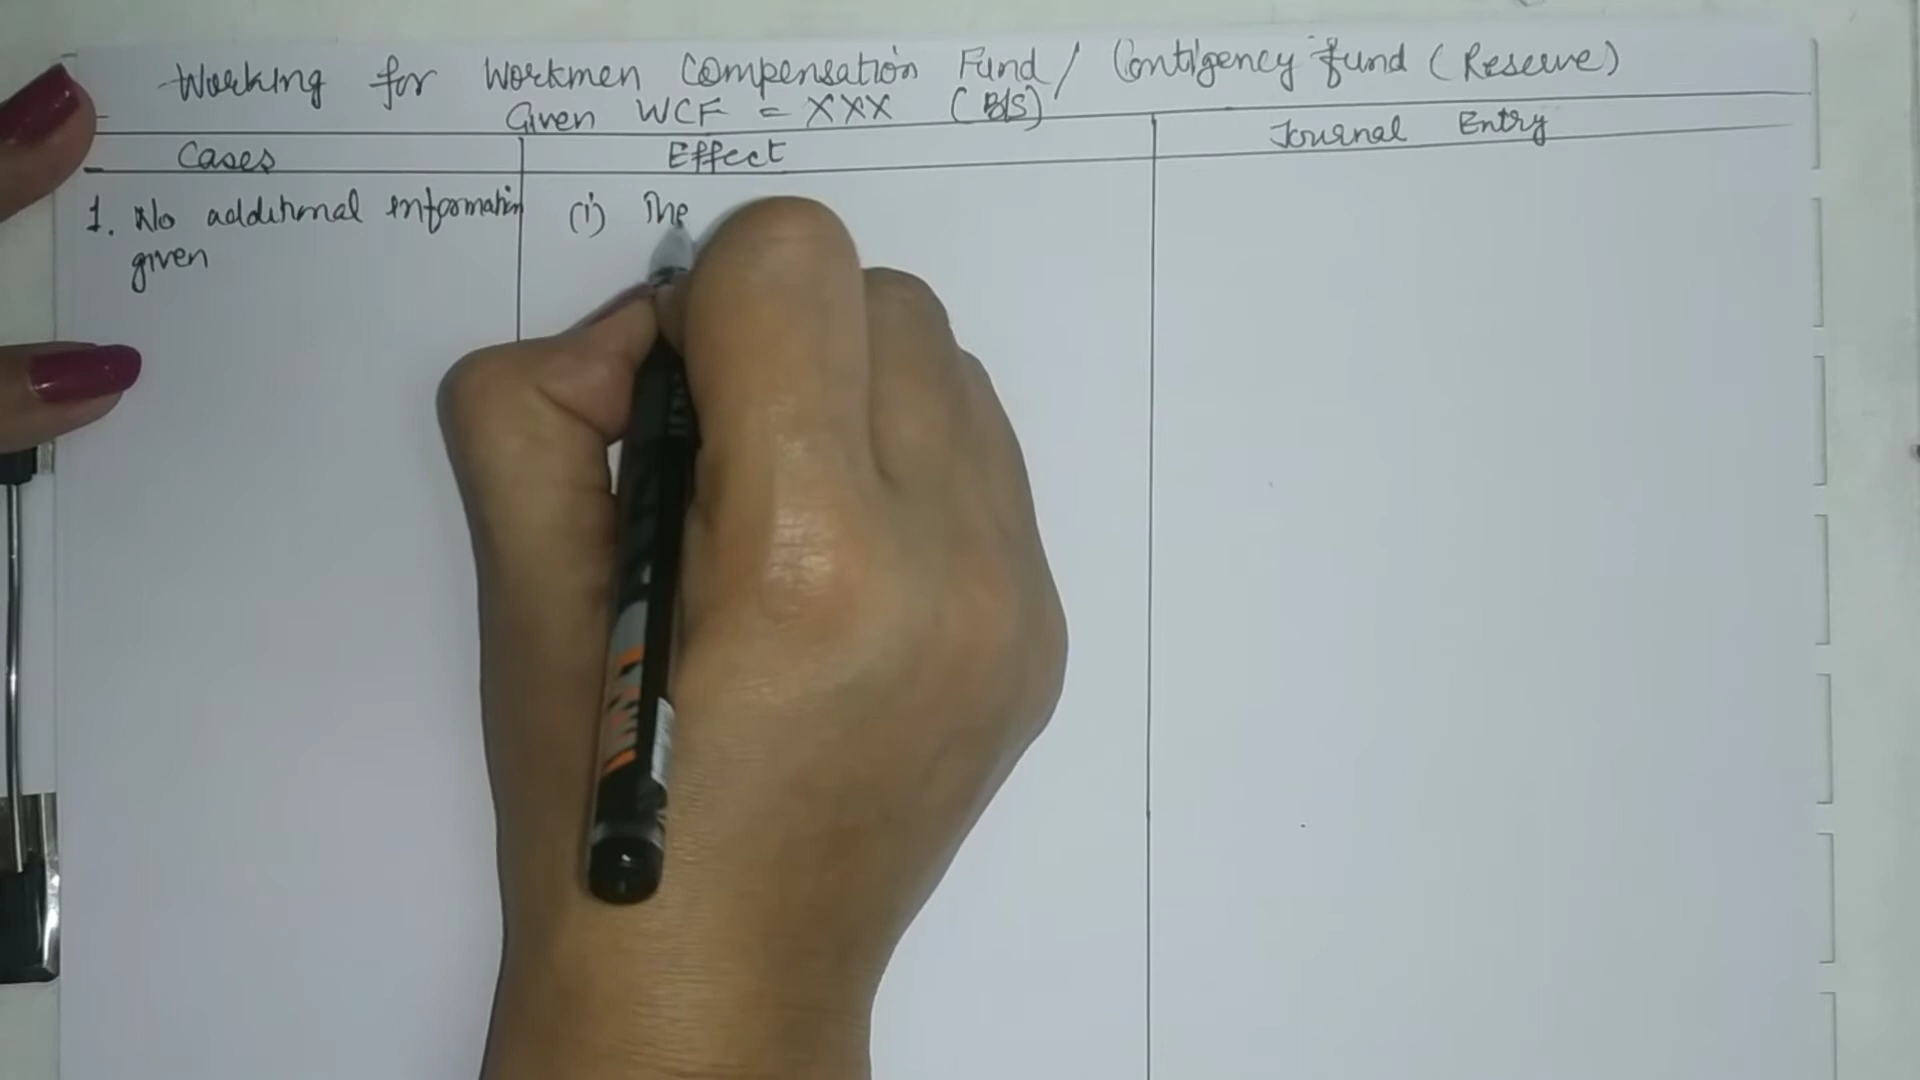 Working for Workmen Compensation Fund / Contigency fund (Reserve)
Given WCF = XXX (B/S)
Cases Effect Journal Entry
1. No additional information (i) The
given